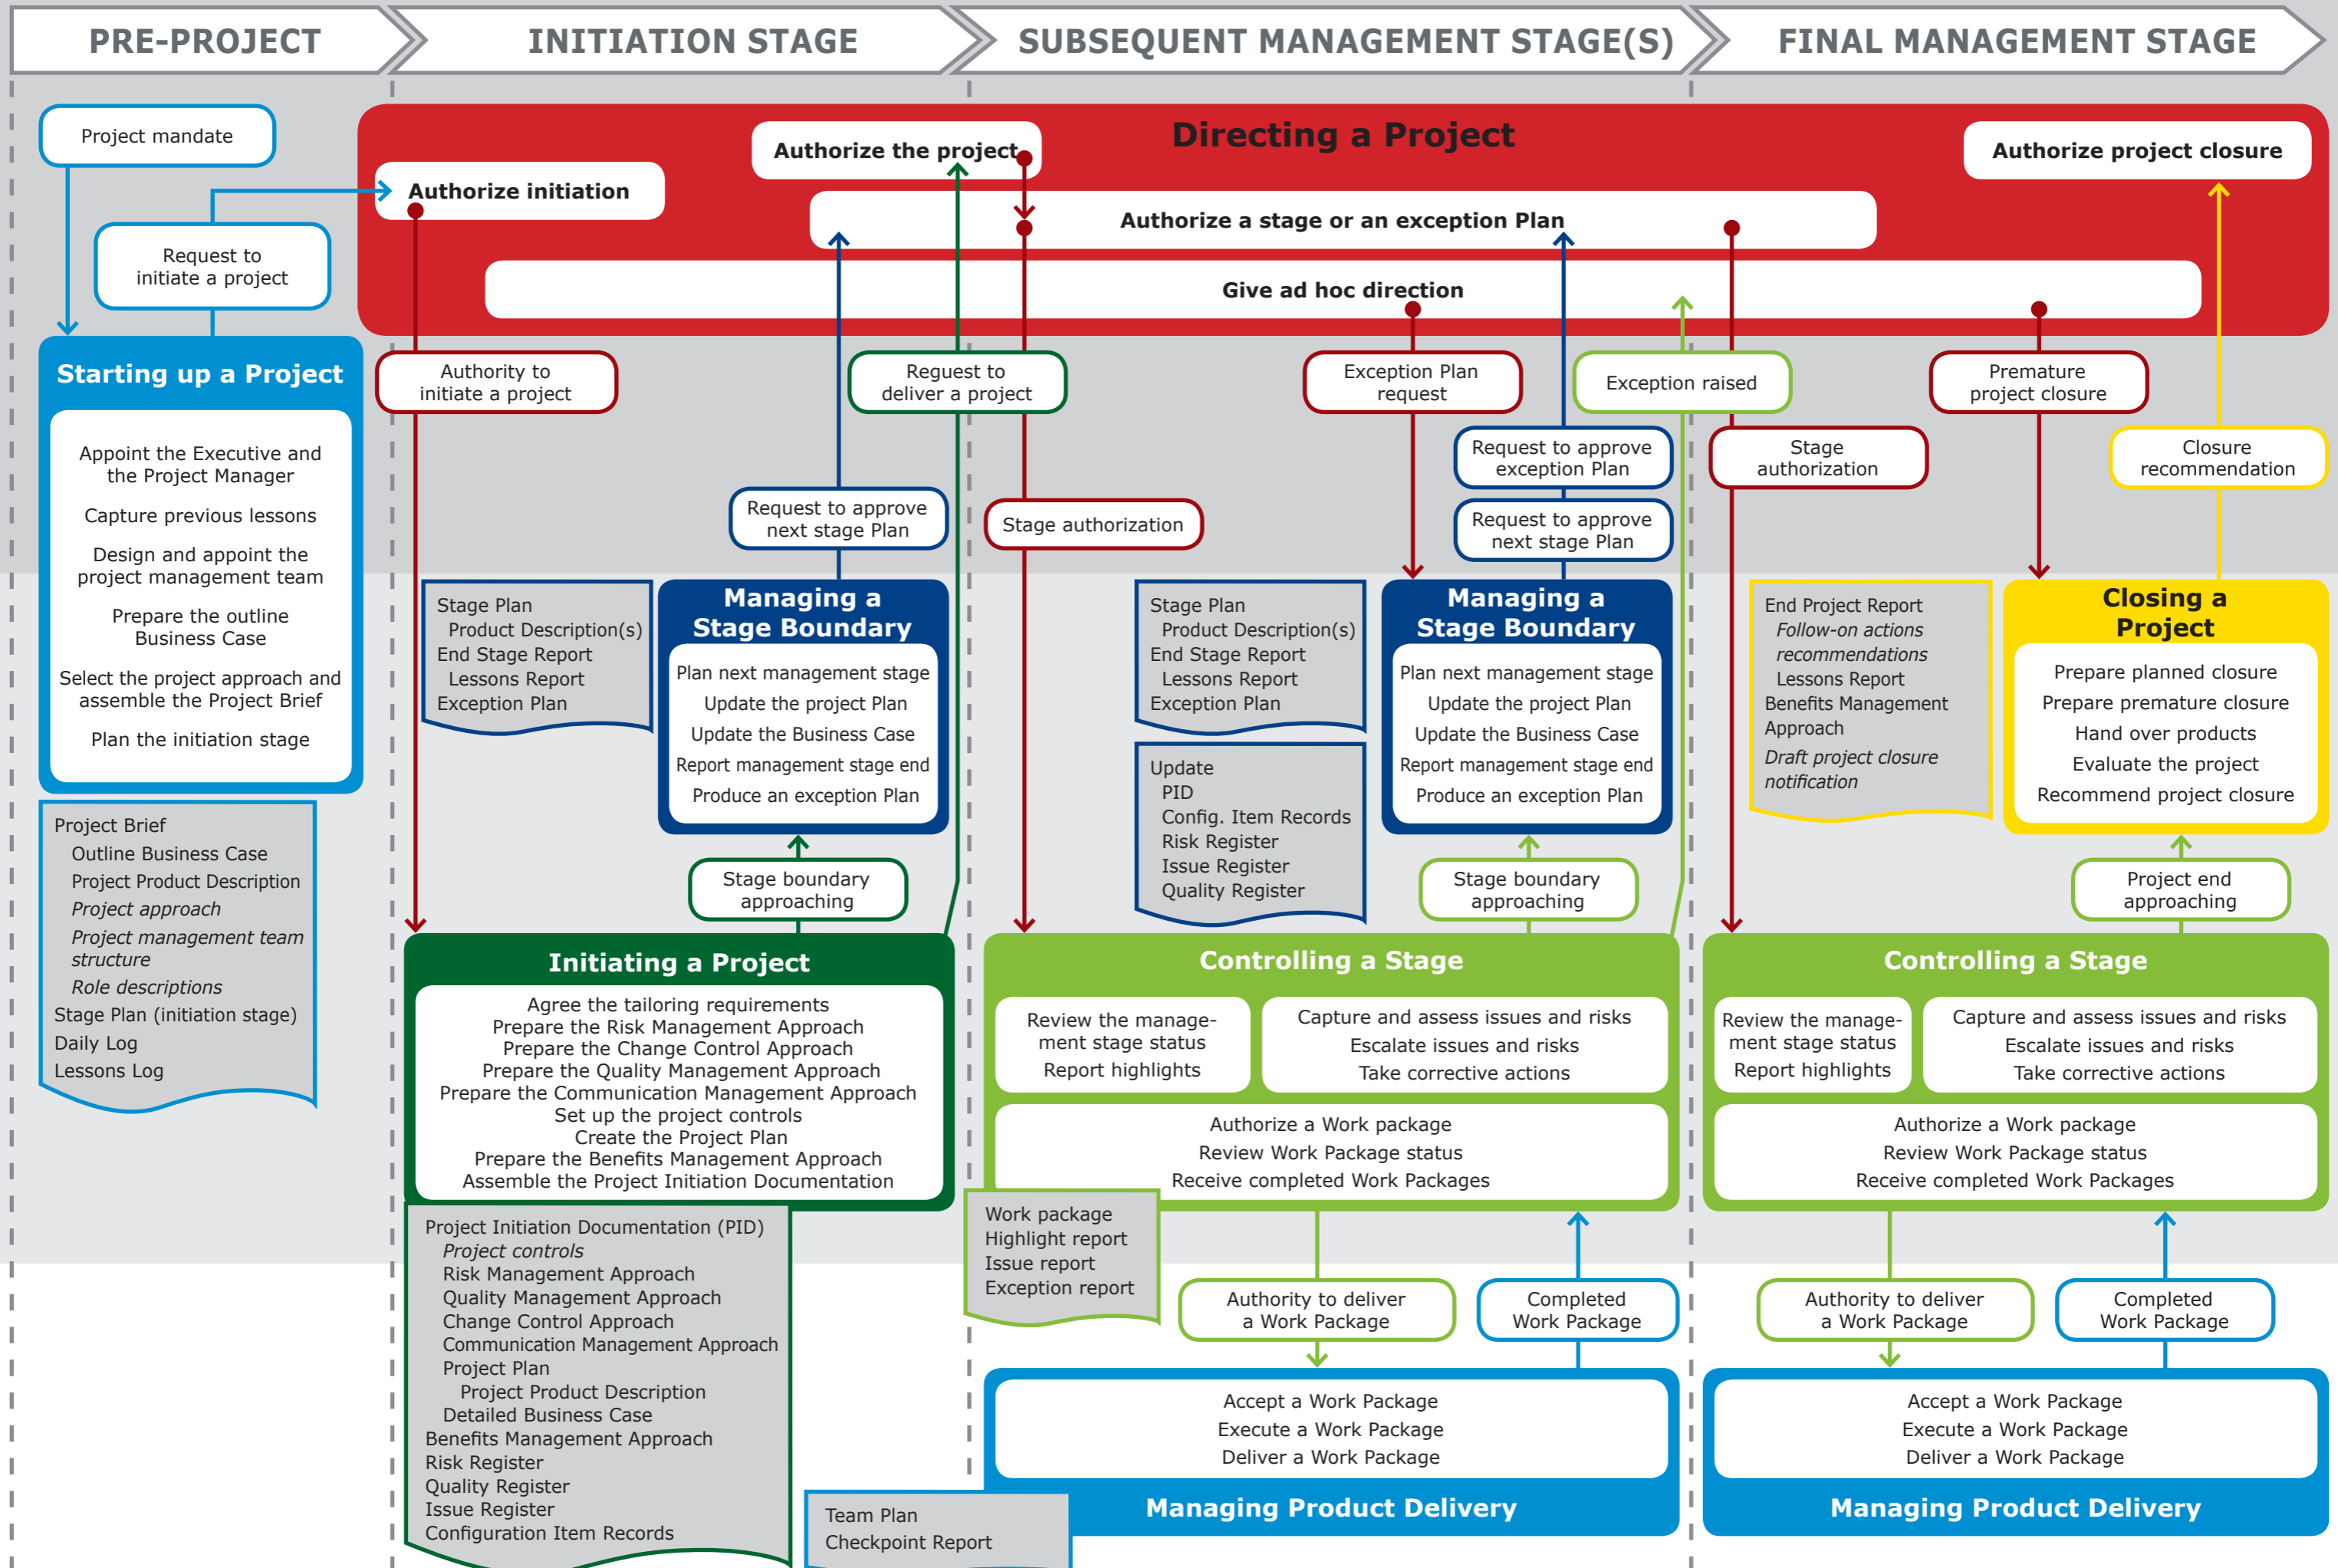 PRE-PROJECT
INITIATION STAGE
SUBSEQUENT MANAGEMENT STAGE(S)
FINAL MANAGEMENT STAGE
Project mandate
Request to
initiate a project
Directing a Project
Authorize initiation
Authorize the project
Authorize project closure
Authorize a stage or an exception Plan
Give ad hoc direction
Starting up a Project
Appoint the Executive and
the Project Manager
Capture previous lessons
Design and appoint the
project management team
Prepare the outline
Business Case
Select the project approach and
assemble the Project Brief
Plan the initiation stage
Project Brief
Outline Business Case
Project Product Description
Project approach
Project management team
structure
Role descriptions
Stage Plan (initiation stage)
Daily Log
Lessons Log
Authority to
initiate a project
Reguest to
deliver a project
Request to approve
next stage Plan
Stage Plan
Product Description(s)
End Stage Report
Lessons Report
Exception Plan
Managing a
Stage Boundary
Plan next management stage
Update the project Plan
Update the Business Case
Report management stage end
Produce an exception Plan
Stage boundary
approaching
Initiating a Project
Agree the tailoring requirements
Prepare the Risk Management Approach
Prepare the Change Control Approach
Prepare the Quality Management Approach
Prepare the Communication Management Approach
Set up the project controls
Create the Project Plan
Prepare the Benefits Management Approach
Assemble the Project Initiation Documentation
Project Initiation Documentation (PID)
Project controls
Risk Management Approach
Quality Management Approach
Change Control Approach
Communication Management Approach
Project Plan
Project Product Description
Detailed Business Case
Benefits Management Approach
Risk Register
Quality Register
Issue Register
Configuration Item Records
Exception Plan
request
Exception raised
Request to approve
exception Plan
Request to approve
next stage Plan
Stage authorization
Stage Plan
Product Description(s)
End Stage Report
Lessons Report
Exception Plan
Update
PID
Config. Item Records
Risk Register
Issue Register
Quality Register
Managing a
Stage Boundary
Plan next management stage
Update the project Plan
Update the Business Case
Report management stage end
Produce an exception Plan
Stage boundary
approaching
Controlling a Stage
Review the manage-
ment stage status
Report highlights
Capture and assess issues and risks
Escalate issues and risks
Take corrective actions
Authorize a Work package
Review Work Package status
Receive completed Work Packages
Work package
Highlight report
Issue report
Exception report
Authority to deliver
a Work Package
Completed
Work Package
Accept a Work Package
Execute a Work Package
Deliver a Work Package
Managing Product Delivery
Team Plan
Checkpoint Report
Premature
project closure
Stage
authorization
Closure
recommendation
End Project Report
Follow-on actions
recommendations
Lessons Report
Benefits Management
Approach
Draft project closure
notification
Closing a
Project
Prepare planned closure
Prepare premature closure
Hand over products
Evaluate the project
Recommend project closure
Project end
approaching
Controlling a Stage
Review the manage-
ment stage status
Report highlights
Capture and assess issues and risks
Escalate issues and risks
Take corrective actions
Authorize a Work package
Review Work Package status
Receive completed Work Packages
Authority to deliver
a Work Package
Completed
Work Package
Accept a Work Package
Execute a Work Package
Deliver a Work Package
Managing Product Delivery